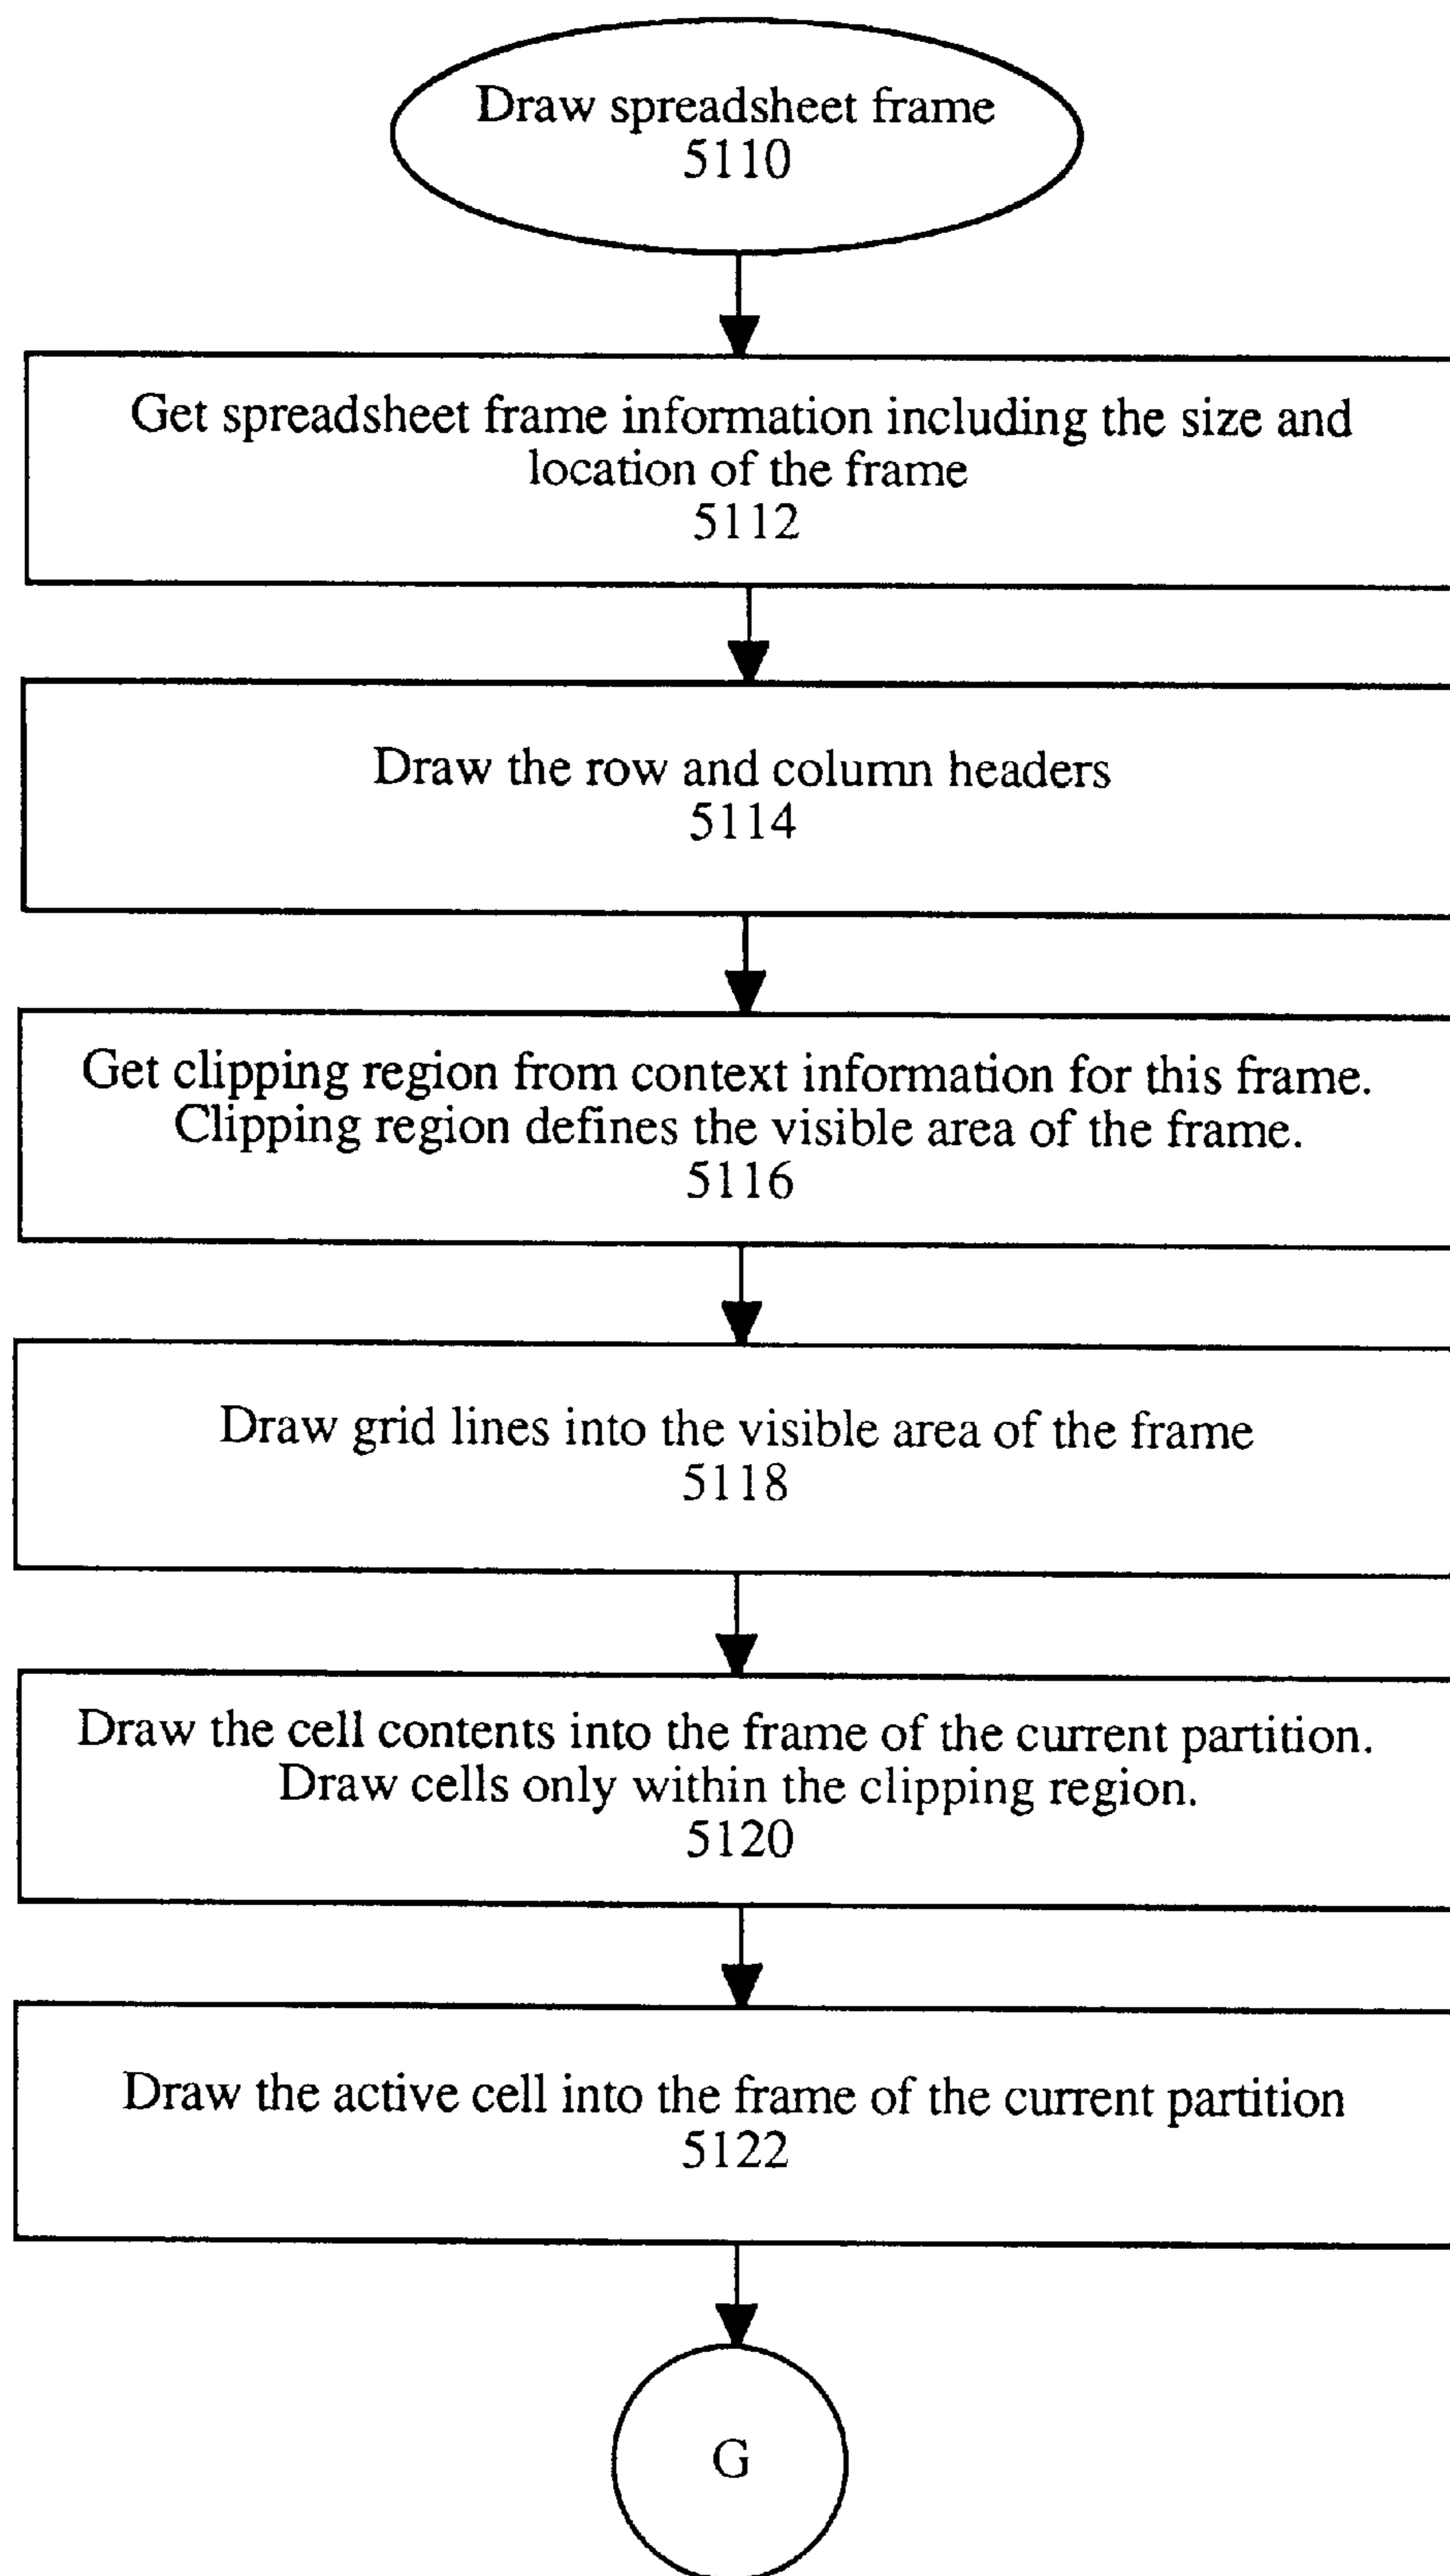 Draw spreadsheet frame
5110
Get spreadsheet frame information including the size and
location of the frame
5112
Draw the row and column headers
5114
Get clipping region from context information for this frame.
Clipping region defines the visible area of the frame.
5116
Draw grid lines into the visible area of the frame
5118
Draw the cell contents into the frame of the current partition.
Draw cells only within the clipping region.
5120
Draw the active cell into the frame of the current partition
5122
G